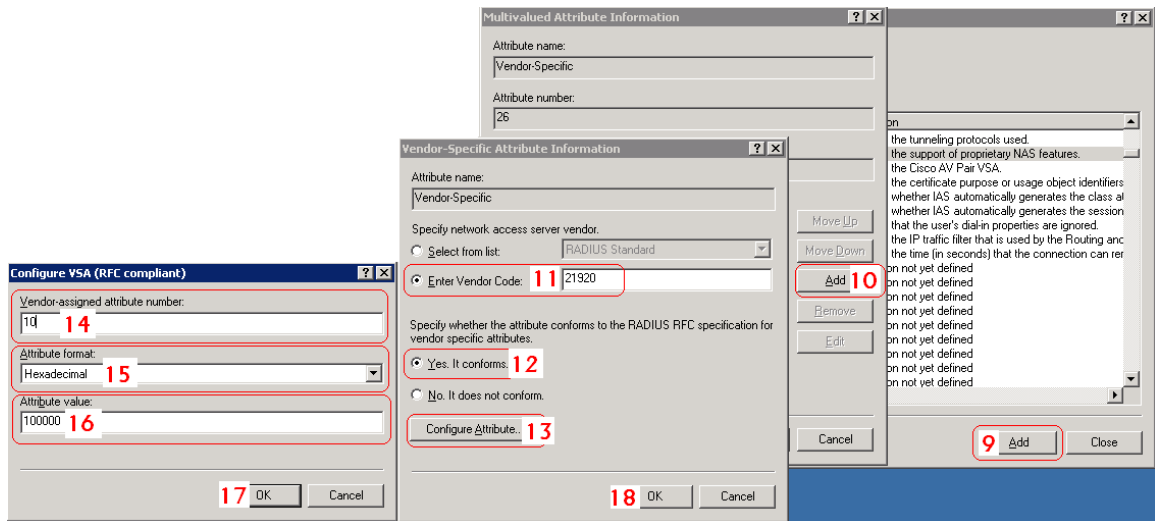 Multivalued Attribute Information
Attribute name:
Vendor-Specific
Attribute number:
26
Move Up
Move Down
Add 10
Remove
Edit
Cancel
on
the tunneling protocols used.
the support of proprietary NAS features.
the Cisco AV Pair VSA.
the certificate purpose or usage object identifiers
whether IAS automatically generates the class at
whether IAS automatically generates the session
that the user's dial-in properties are ignored.
the IP traffic filter that is used by the Routing and
the time (in seconds) that the connection can rer
on not yet defined
on not yet defined
on not yet defined
on not yet defined
on not yet defined
on not yet defined
on not yet defined
on not yet defined
on not yet defined
9 Add
Close
Vendor-Specific Attribute Information
Attribute name:
Vendor-Specific
Specify network access server vendor.
Select from list:
RADIUS Standard
Enter Vendor Code: 11 21920
Specify whether the attribute conforms to the RADIUS RFC specification for
vendor specific attributes.
Yes. It conforms. 12
No. It does not conform.
Configure Attribute.. 13
18 OK
Cancel
Configure VSA (RFC compliant)
Vendor-assigned attribute number:
10 14
Attribute format:
Hexadecimal 15
Attribute value:
100000 16
17 OK
Cancel